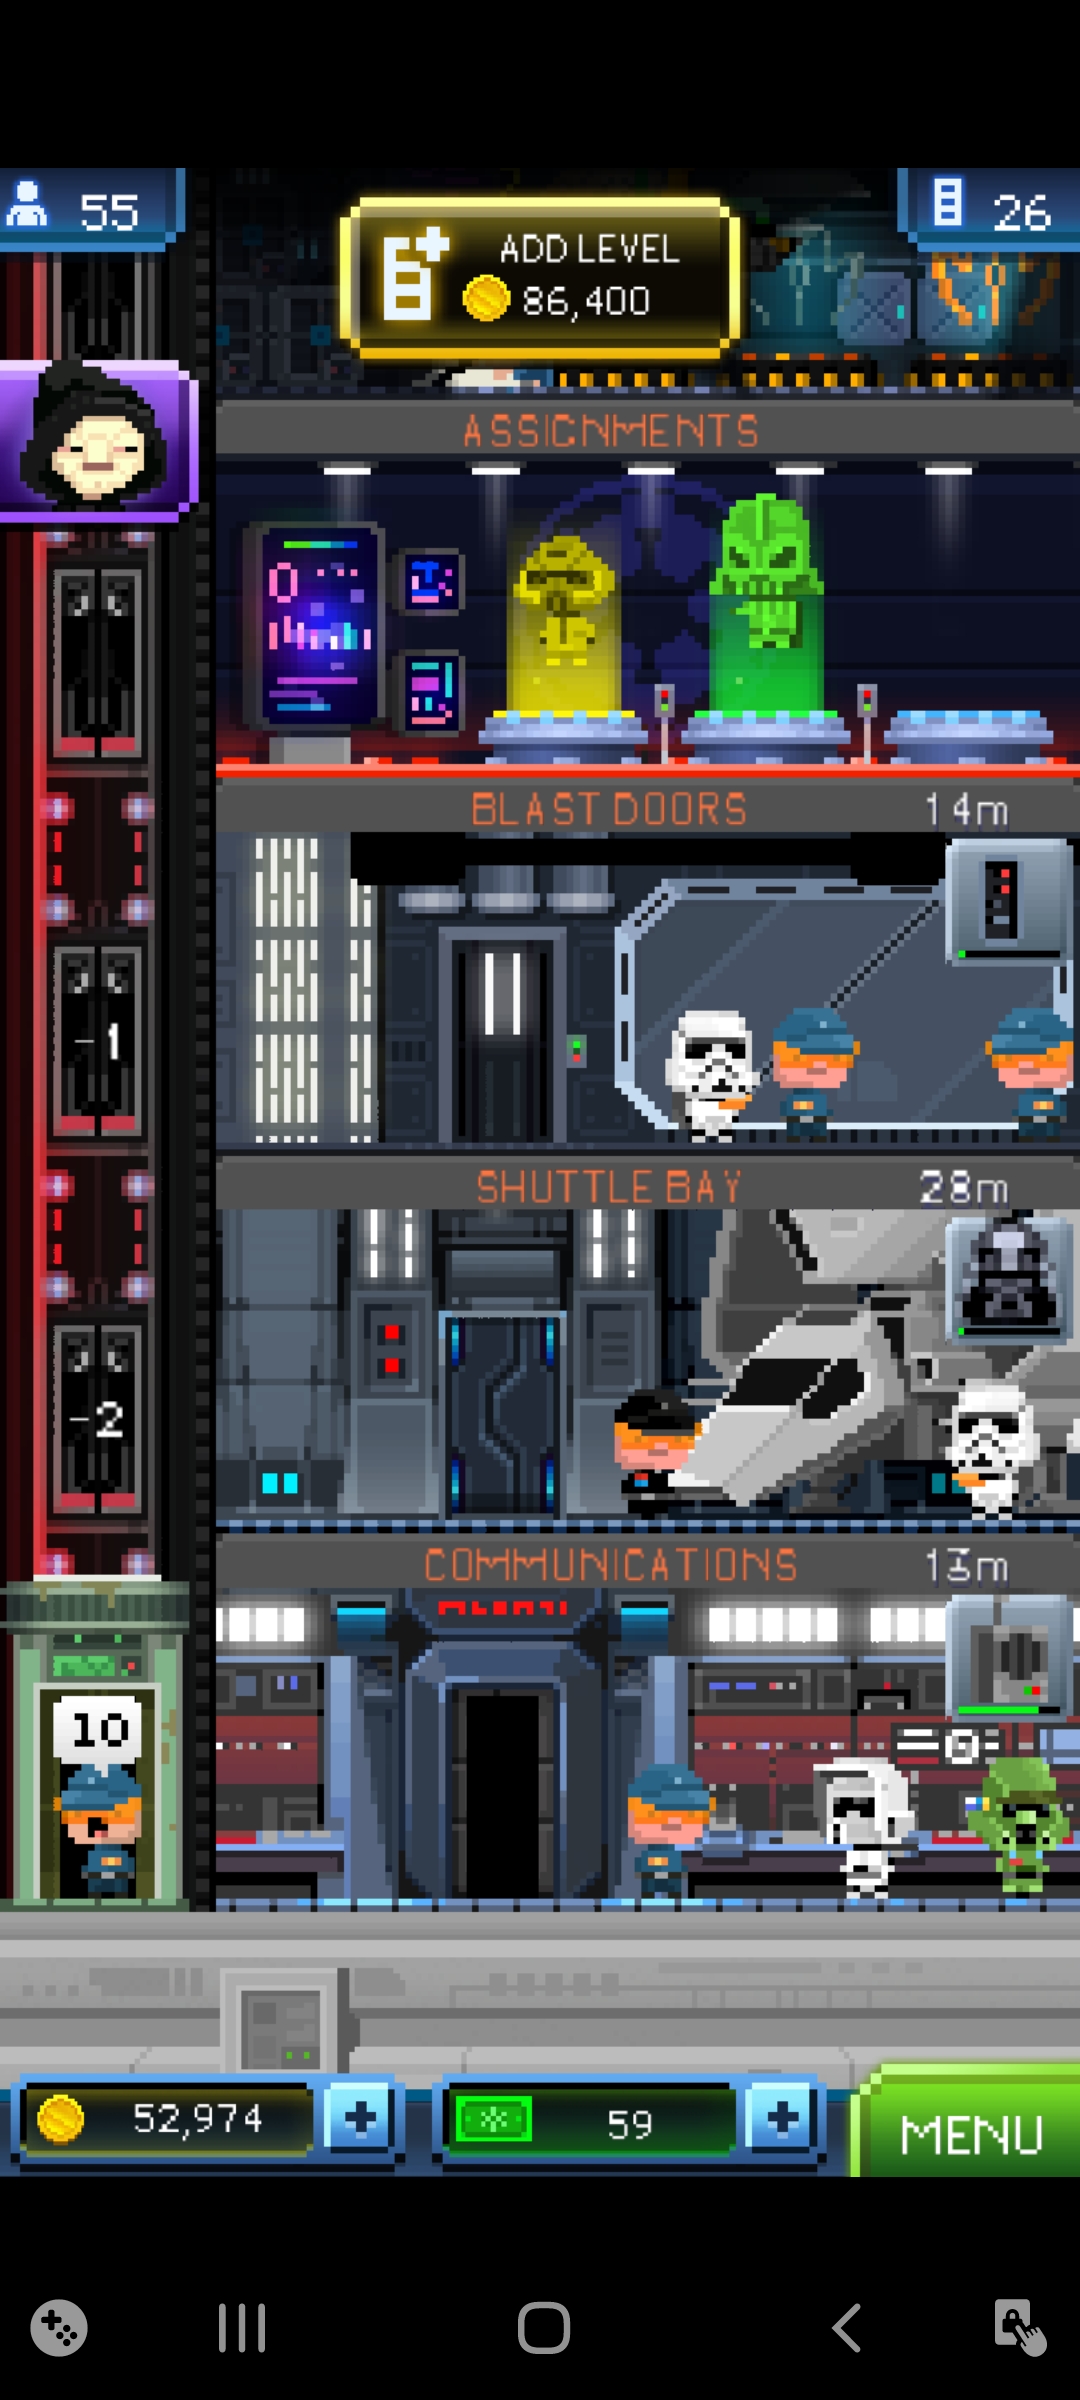 55
ADD LEVEL
86,400
26
ASSIGNMENTS
BLAST DOORS 14m
-1
SHUTTLE BAY 28m
-2
COMMUNICATIONS 13m
10
52,974
59
MENU